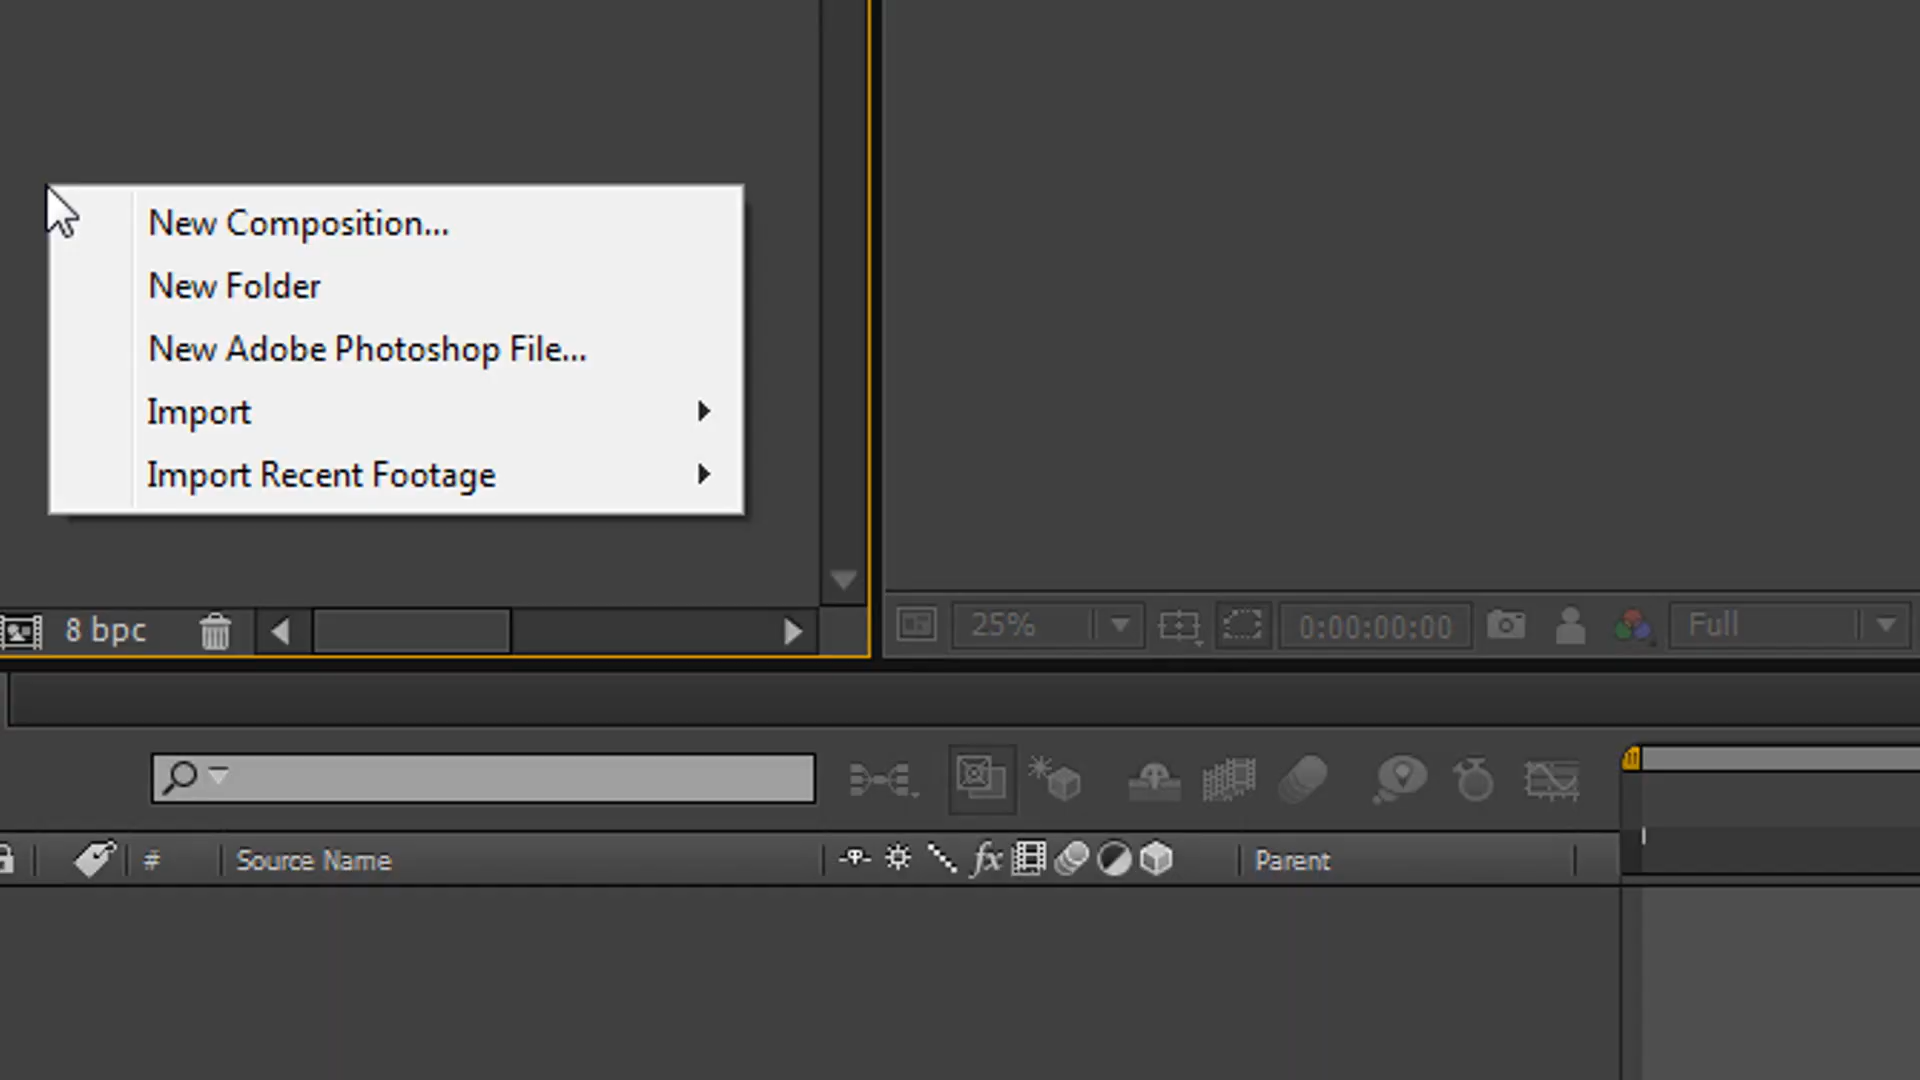 New Composition...
New Folder
New Adobe Photoshop File...
Import
Import Recent Footage
8 bpc
25%
0:00:00:00
Full
#
Source Name
fx
Parent